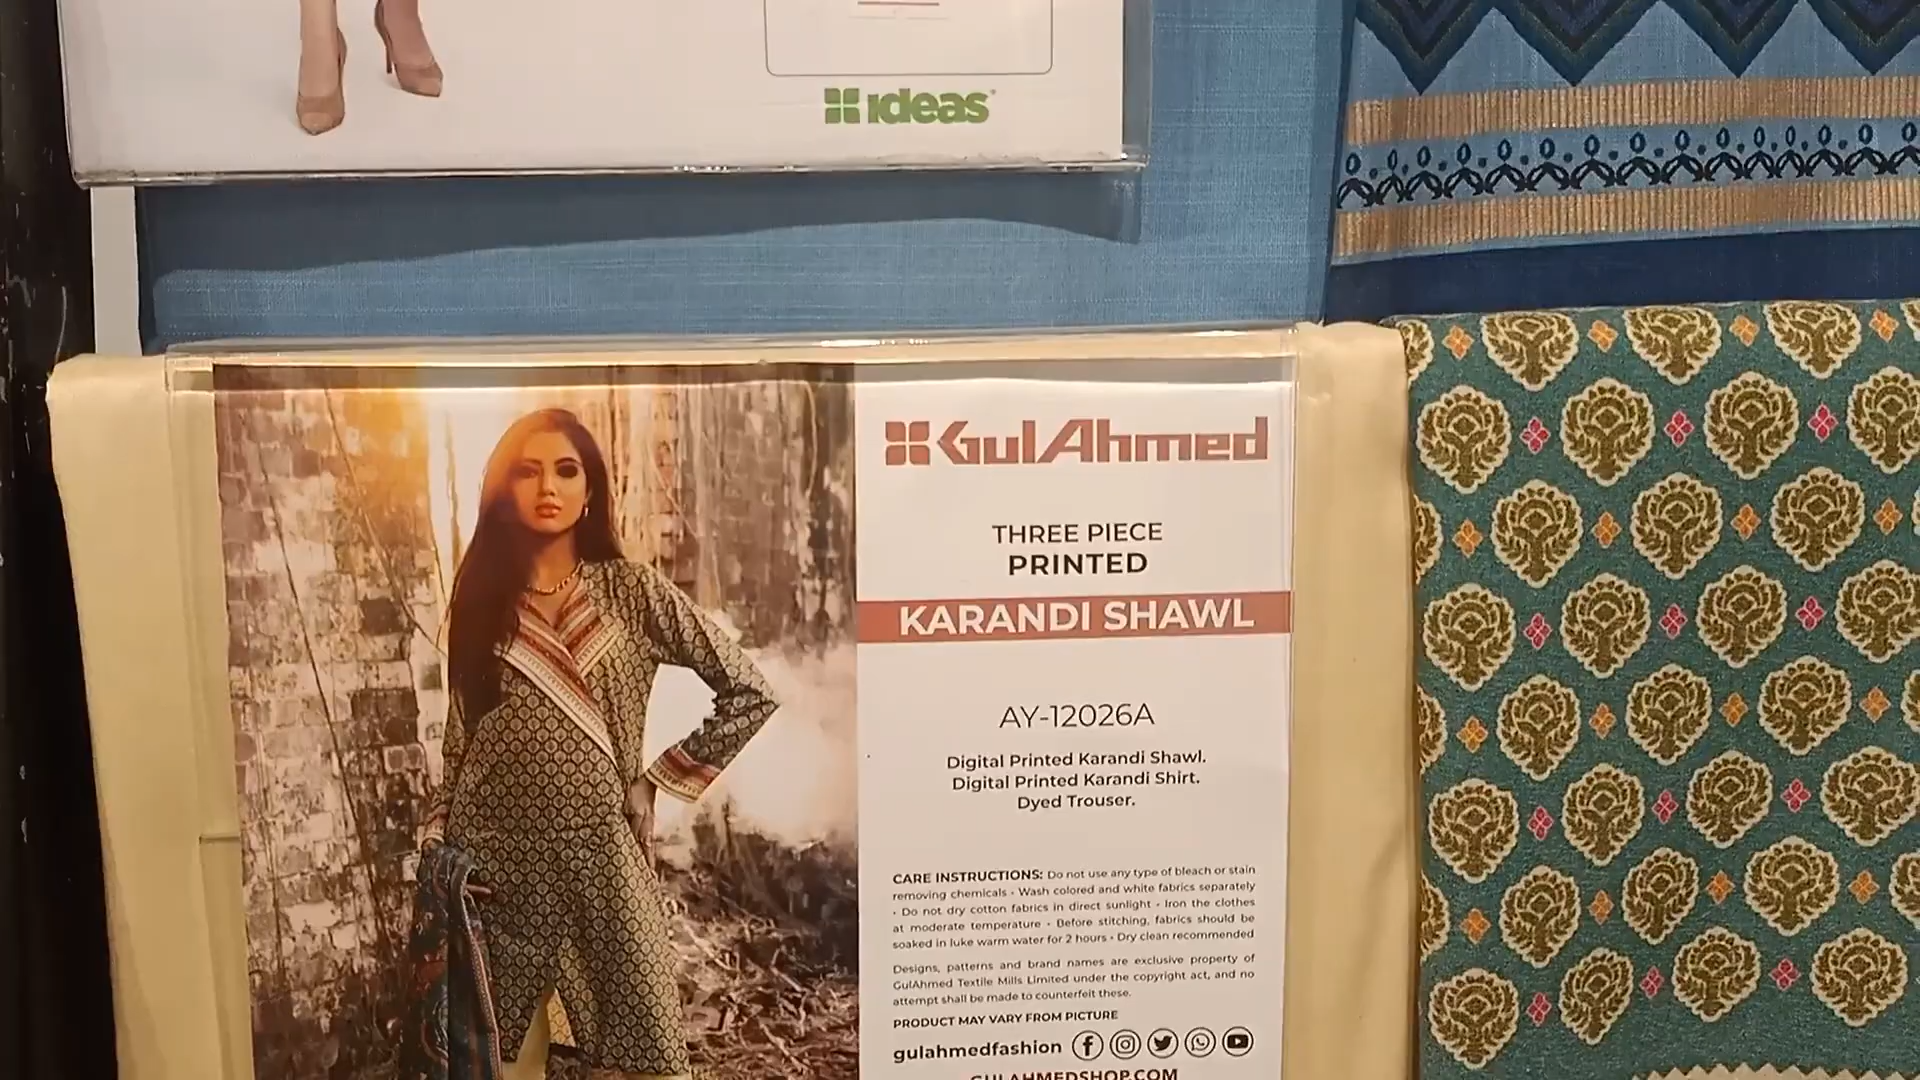 ideas
GulAhmed
THREE PIECE
PRINTED
KARANDI SHAWL
AY-12026A
Digital Printed Karandi Shawl.
Digital Printed Karandi Shirt.
Dyed Trouser.
CARE INSTRUCTIONS: Do not use any type of bleach or stain
removing chemicals • Wash colored and white fabrics separately
• Do not dry cotton fabrics in direct sunlight • Iron the clothes
at moderate temperature • Before stitching, fabrics should be
soaked in luke warm water for 2 hours • Dry clean recommended
Designs, patterns and brand names are exclusive property of
GulAhmed Textile Mills Limited under the copyright act, and no
attempt shall be made to counterfeit these.
PRODUCT MAY VARY FROM PICTURE
gulahmedfashion
GULAHMEDSHOP.COM